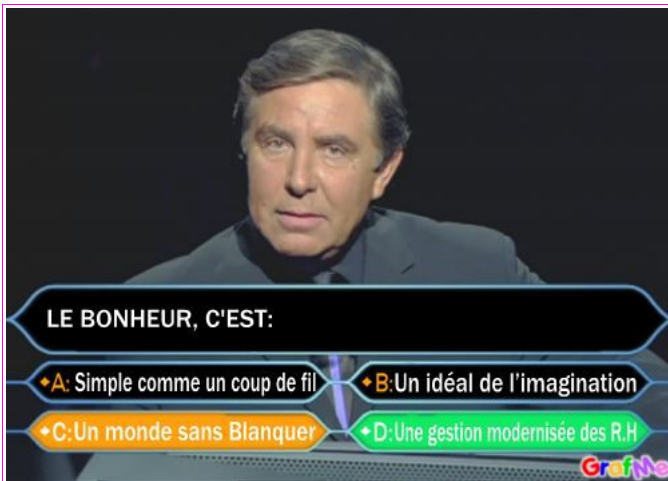 LE BONHEUR, C'EST:
A: Simple comme un coup de fil
B:Un idéal de l'imagination
C:Un monde sans Blanquer
D:Une gestion modernisée des R.H
GrafMe